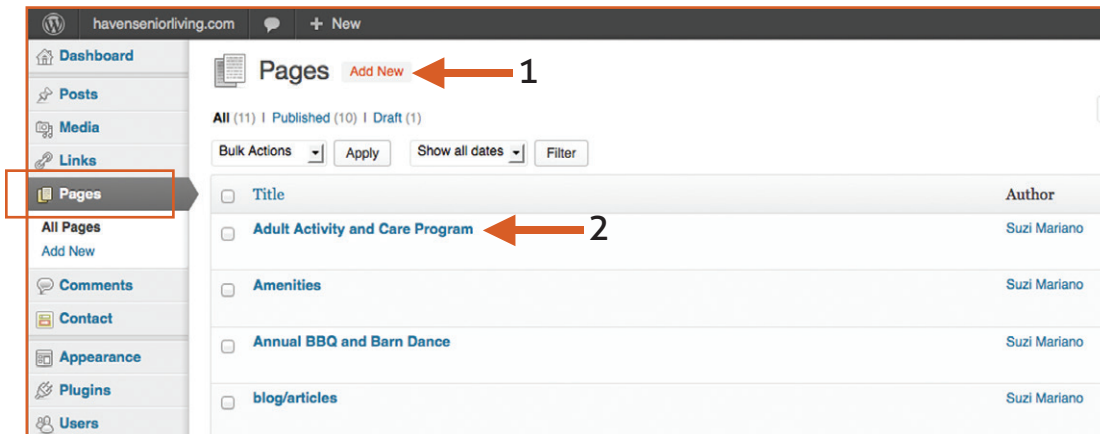 havenseniorliving.com + New
Dashboard
Posts
Media
Links
Pages
All Pages
Add New
Comments
Contact
Appearance
Plugins
Users
Pages Add New 1
All (11) | Published (10) | Draft (1)
Bulk Actions Apply Show all dates Filter
Title Author
Adult Activity and Care Program 2 Suzi Mariano
Amenities Suzi Mariano
Annual BBQ and Barn Dance Suzi Mariano
blog/articles Suzi Mariano